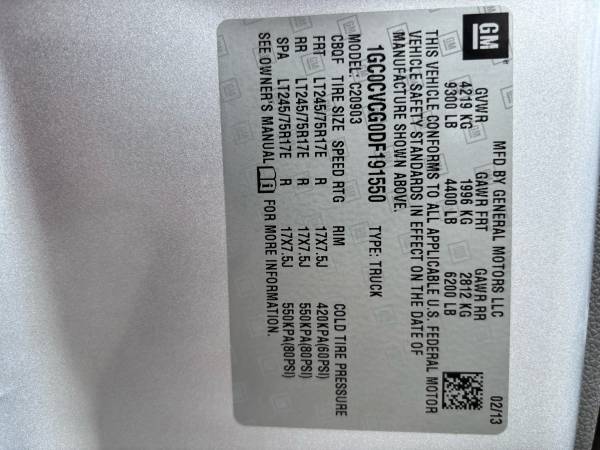 GM
MFD BY GENERAL MOTORS LLC 02/13
GVWR GAWR FRT GAWR RR
4219 KG 1996 KG 2812 KG
9300 LB 4400 LB 6200 LB
THIS VEHICLE CONFORMS TO ALL APPLICABLE U.S. FEDERAL MOTOR
VEHICLE SAFETY STANDARDS IN EFFECT ON THE DATE OF
MANUFACTURE SHOWN ABOVE.
1GC0CVCG0DF191550 TYPE: TRUCK
MODEL: C20903
CBQF TIRE SIZE SPEED RTG RIM COLD TIRE PRESSURE
FRT LT245/75R17E R 17X7.5J 420KPA(60PSI)
RR LT245/75R17E R 17X7.5J 550KPA(80PSI)
SPA LT245/75R17E R 17X7.5J 550KPA(80PSI)
SEE OWNER'S MANUAL i FOR MORE INFORMATION.